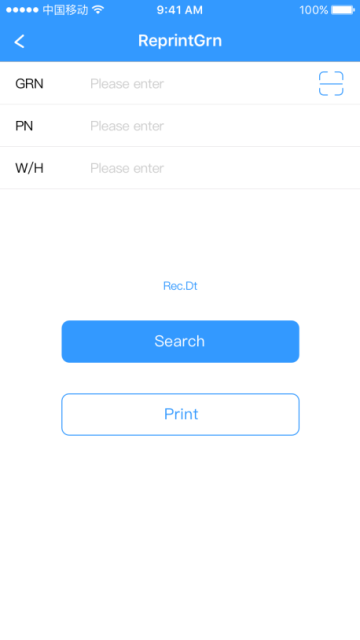 中国移动 9:41 AM 100%
ReprintGrn
GRN Please enter
PN Please enter
W/H Please enter
Rec.Dt
Search
Print